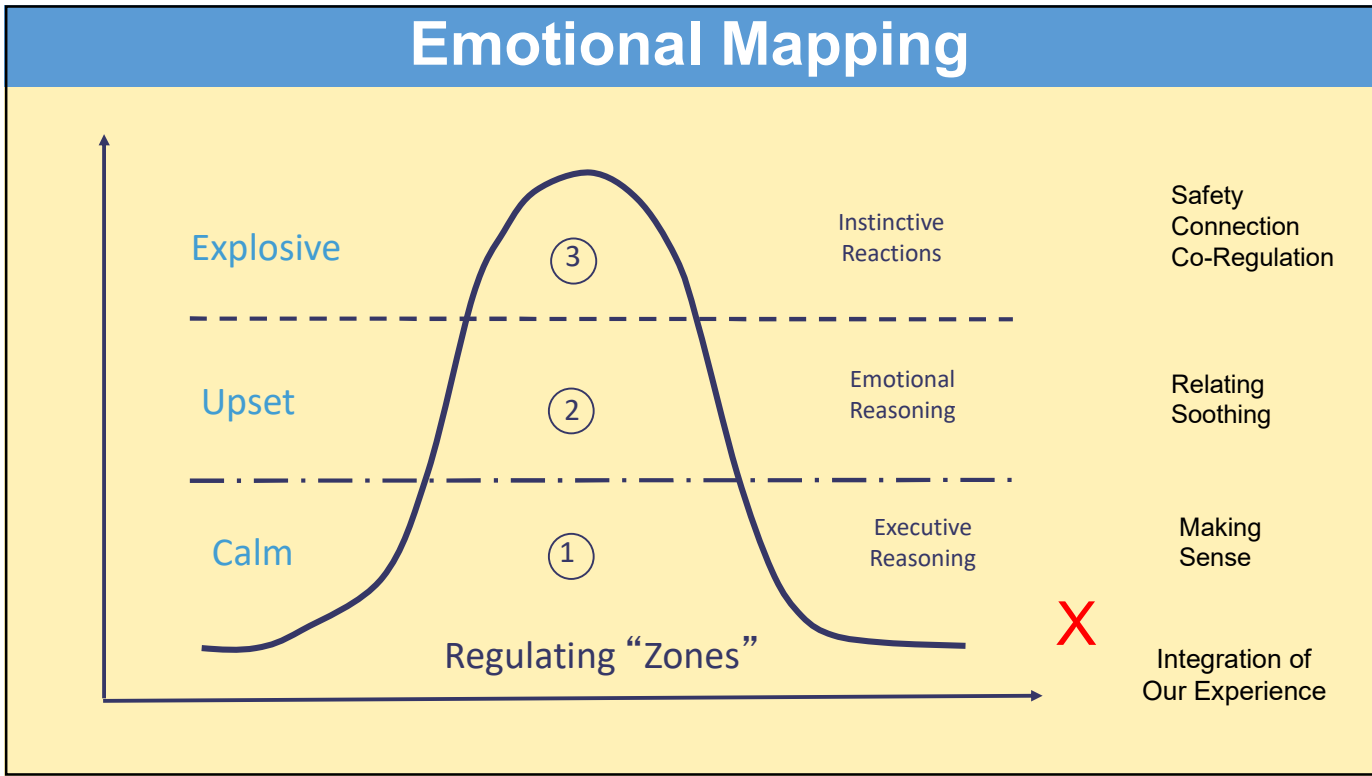 Emotional Mapping
Explosive
3
Instinctive
Reactions
Safety
Connection
Co-Regulation
Upset
2
Emotional
Reasoning
Relating
Soothing
Calm
1
Executive
Reasoning
Making
Sense
X
Regulating “Zones”
Integration of
Our Experience